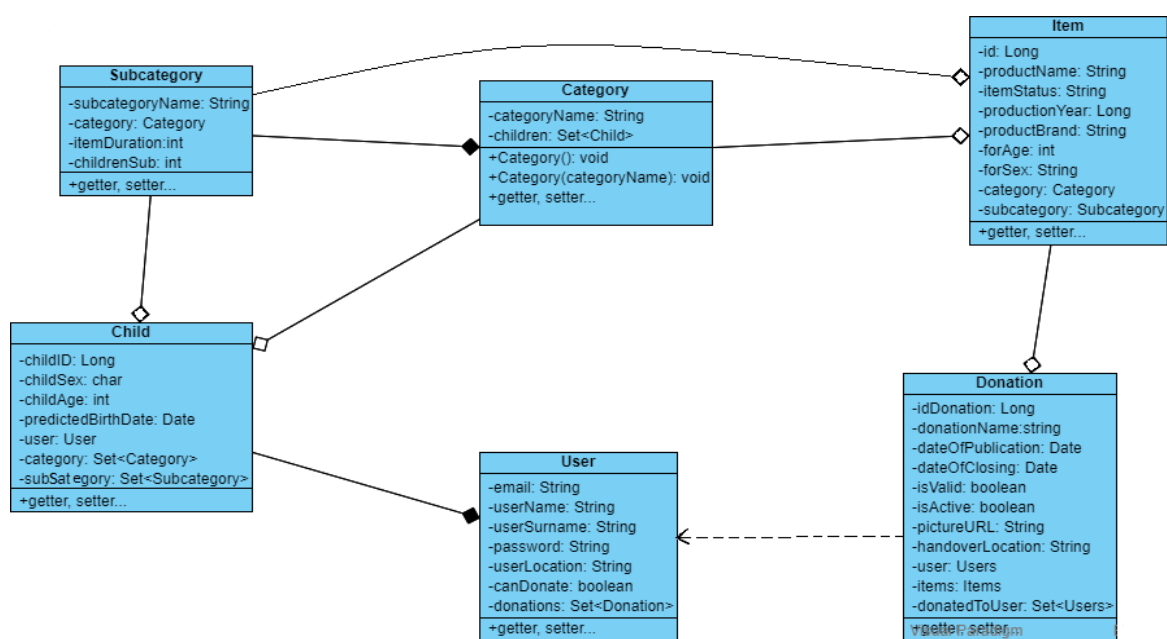 Subcategory
-subcategoryName: String
-category: Category
-itemDuration:int
-childrenSub: int
+getter, setter...
Category
-categoryName: String
-children: Set<Child>
+Category(): void
+Category(categoryName): void
+getter, setter...
Item
-id: Long
-productName: String
-itemStatus: String
-productionYear: Long
-productBrand: String
-forAge: int
-forSex: String
-category: Category
-subcategory: Subcategory
+getter, setter...
Child
-childID: Long
-childSex: char
-childAge: int
-predictedBirthDate: Date
-user: User
-category: Set<Category>
-subSategory: Set<Subcategory>
+getter, setter...
User
-email: String
-userName: String
-userSurname: String
-password: String
-userLocation: String
-canDonate: boolean
-donations: Set<Donation>
+getter, setter...
Donation
-idDonation: Long
-donationName:string
-dateOfPublication: Date
-dateOfClosing: Date
-isValid: boolean
-isActive: boolean
-pictureURL: String
-handoverLocation: String
-user: Users
-items: Items
-donatedToUser: Set<Users>
+getter, setter...